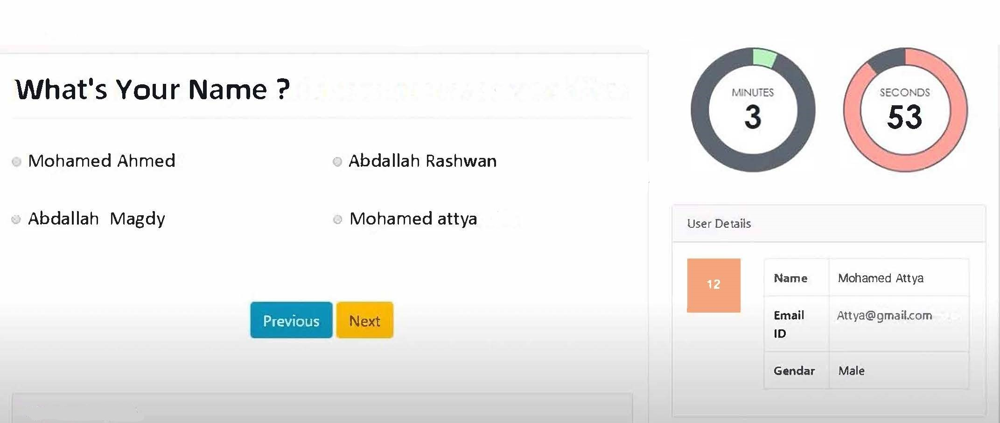 What's Your Name ?
Mohamed Ahmed
Abdallah Rashwan
Abdallah Magdy
Mohamed attya
Previous
Next
MINUTES
3
SECONDS
53
User Details
12
Name Mohamed Attya
Email Attya@gmail.com
ID
Gendar Male